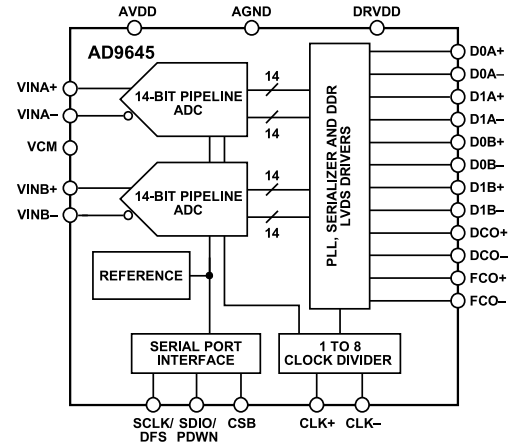 AVDD
AGND
DRVDD
AD9645
VINA+
VINA–
VCM
VINB+
VINB–
14-BIT PIPELINE
ADC
14
14
14-BIT PIPELINE
ADC
14
14
REFERENCE
PLL, SERIALIZER AND DDR
LVDS DRIVERS
SERIAL PORT
INTERFACE
1 TO 8
CLOCK DIVIDER
D0A+
D0A–
D1A+
D1A–
D0B+
D0B–
D1B+
D1B–
DCO+
DCO–
FCO+
FCO–
SCLK/
DFS
SDIO/
PDWN
CSB
CLK+
CLK–